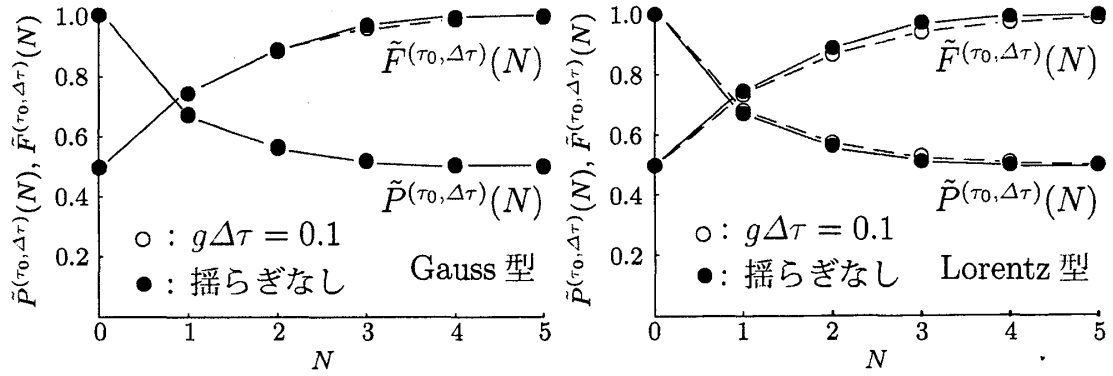 P̃^(τ₀,Δτ)(N), F̃^(τ₀,Δτ)(N)
1.0
0.8
0.6
0.4
0.2
F̃^(τ₀,Δτ)(N)
P̃^(τ₀,Δτ)(N)
○ : gΔτ = 0.1
● : 揺らぎなし
Gauss 型
0 1 2 3 4 5
N
P̃^(τ₀,Δτ)(N), F̃^(τ₀,Δτ)(N)
1.0
0.8
0.6
0.4
0.2
F̃^(τ₀,Δτ)(N)
P̃^(τ₀,Δτ)(N)
○ : gΔτ = 0.1
● : 揺らぎなし
Lorentz 型
0 1 2 3 4 5
N